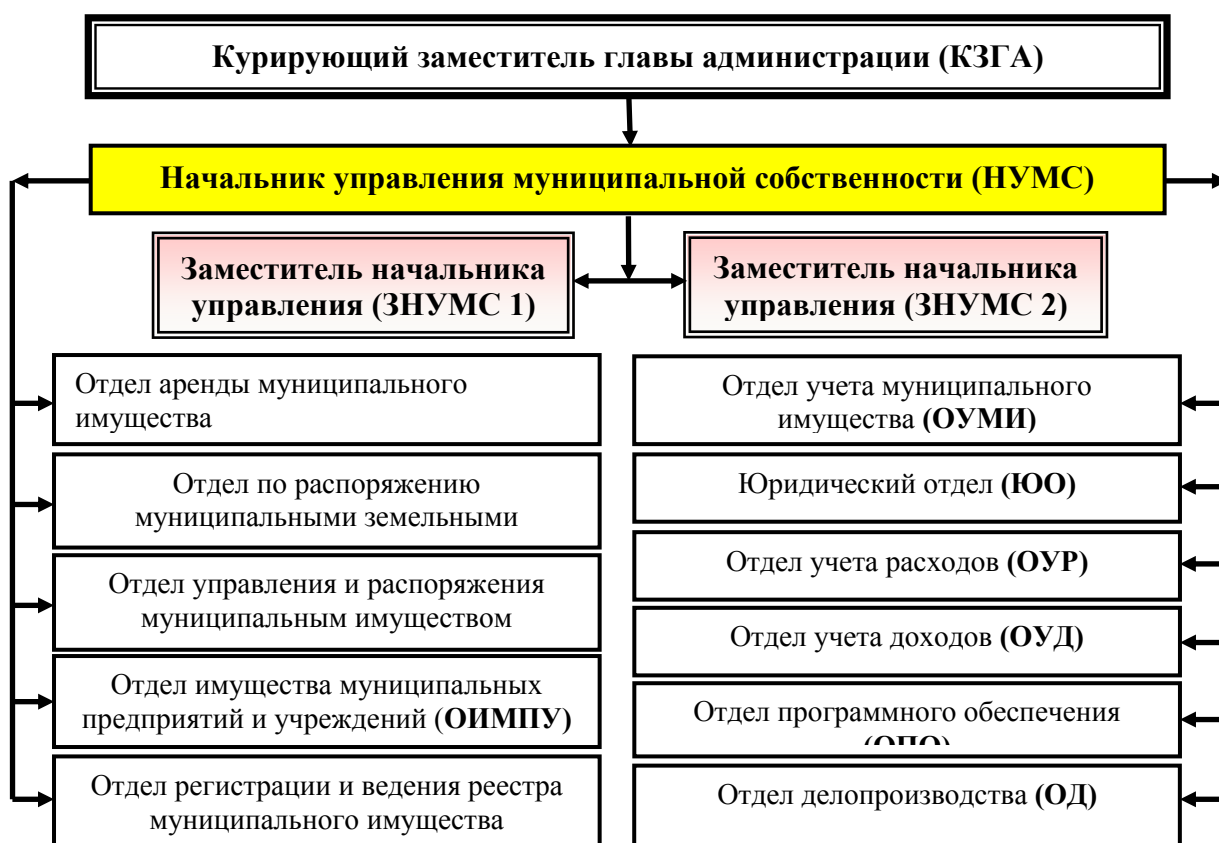 Курирующий заместитель главы администрации (КЗГА)
Начальник управления муниципальной собственности (НУМС)
Заместитель начальника
управления (ЗНУМС 1)
Заместитель начальника
управления (ЗНУМС 2)
Отдел аренды муниципального
имущества
Отдел по распоряжению
муниципальными земельными
Отдел управления и распоряжения
муниципальным имуществом
Отдел имущества муниципальных
предприятий и учреждений (ОИМПУ)
Отдел регистрации и ведения реестра
муниципального имущества
Отдел учета муниципального
имущества (ОУМИ)
Юридический отдел (ЮО)
Отдел учета расходов (ОУР)
Отдел учета доходов (ОУД)
Отдел программного обеспечения
(ОПО)
Отдел делопроизводства (ОД)